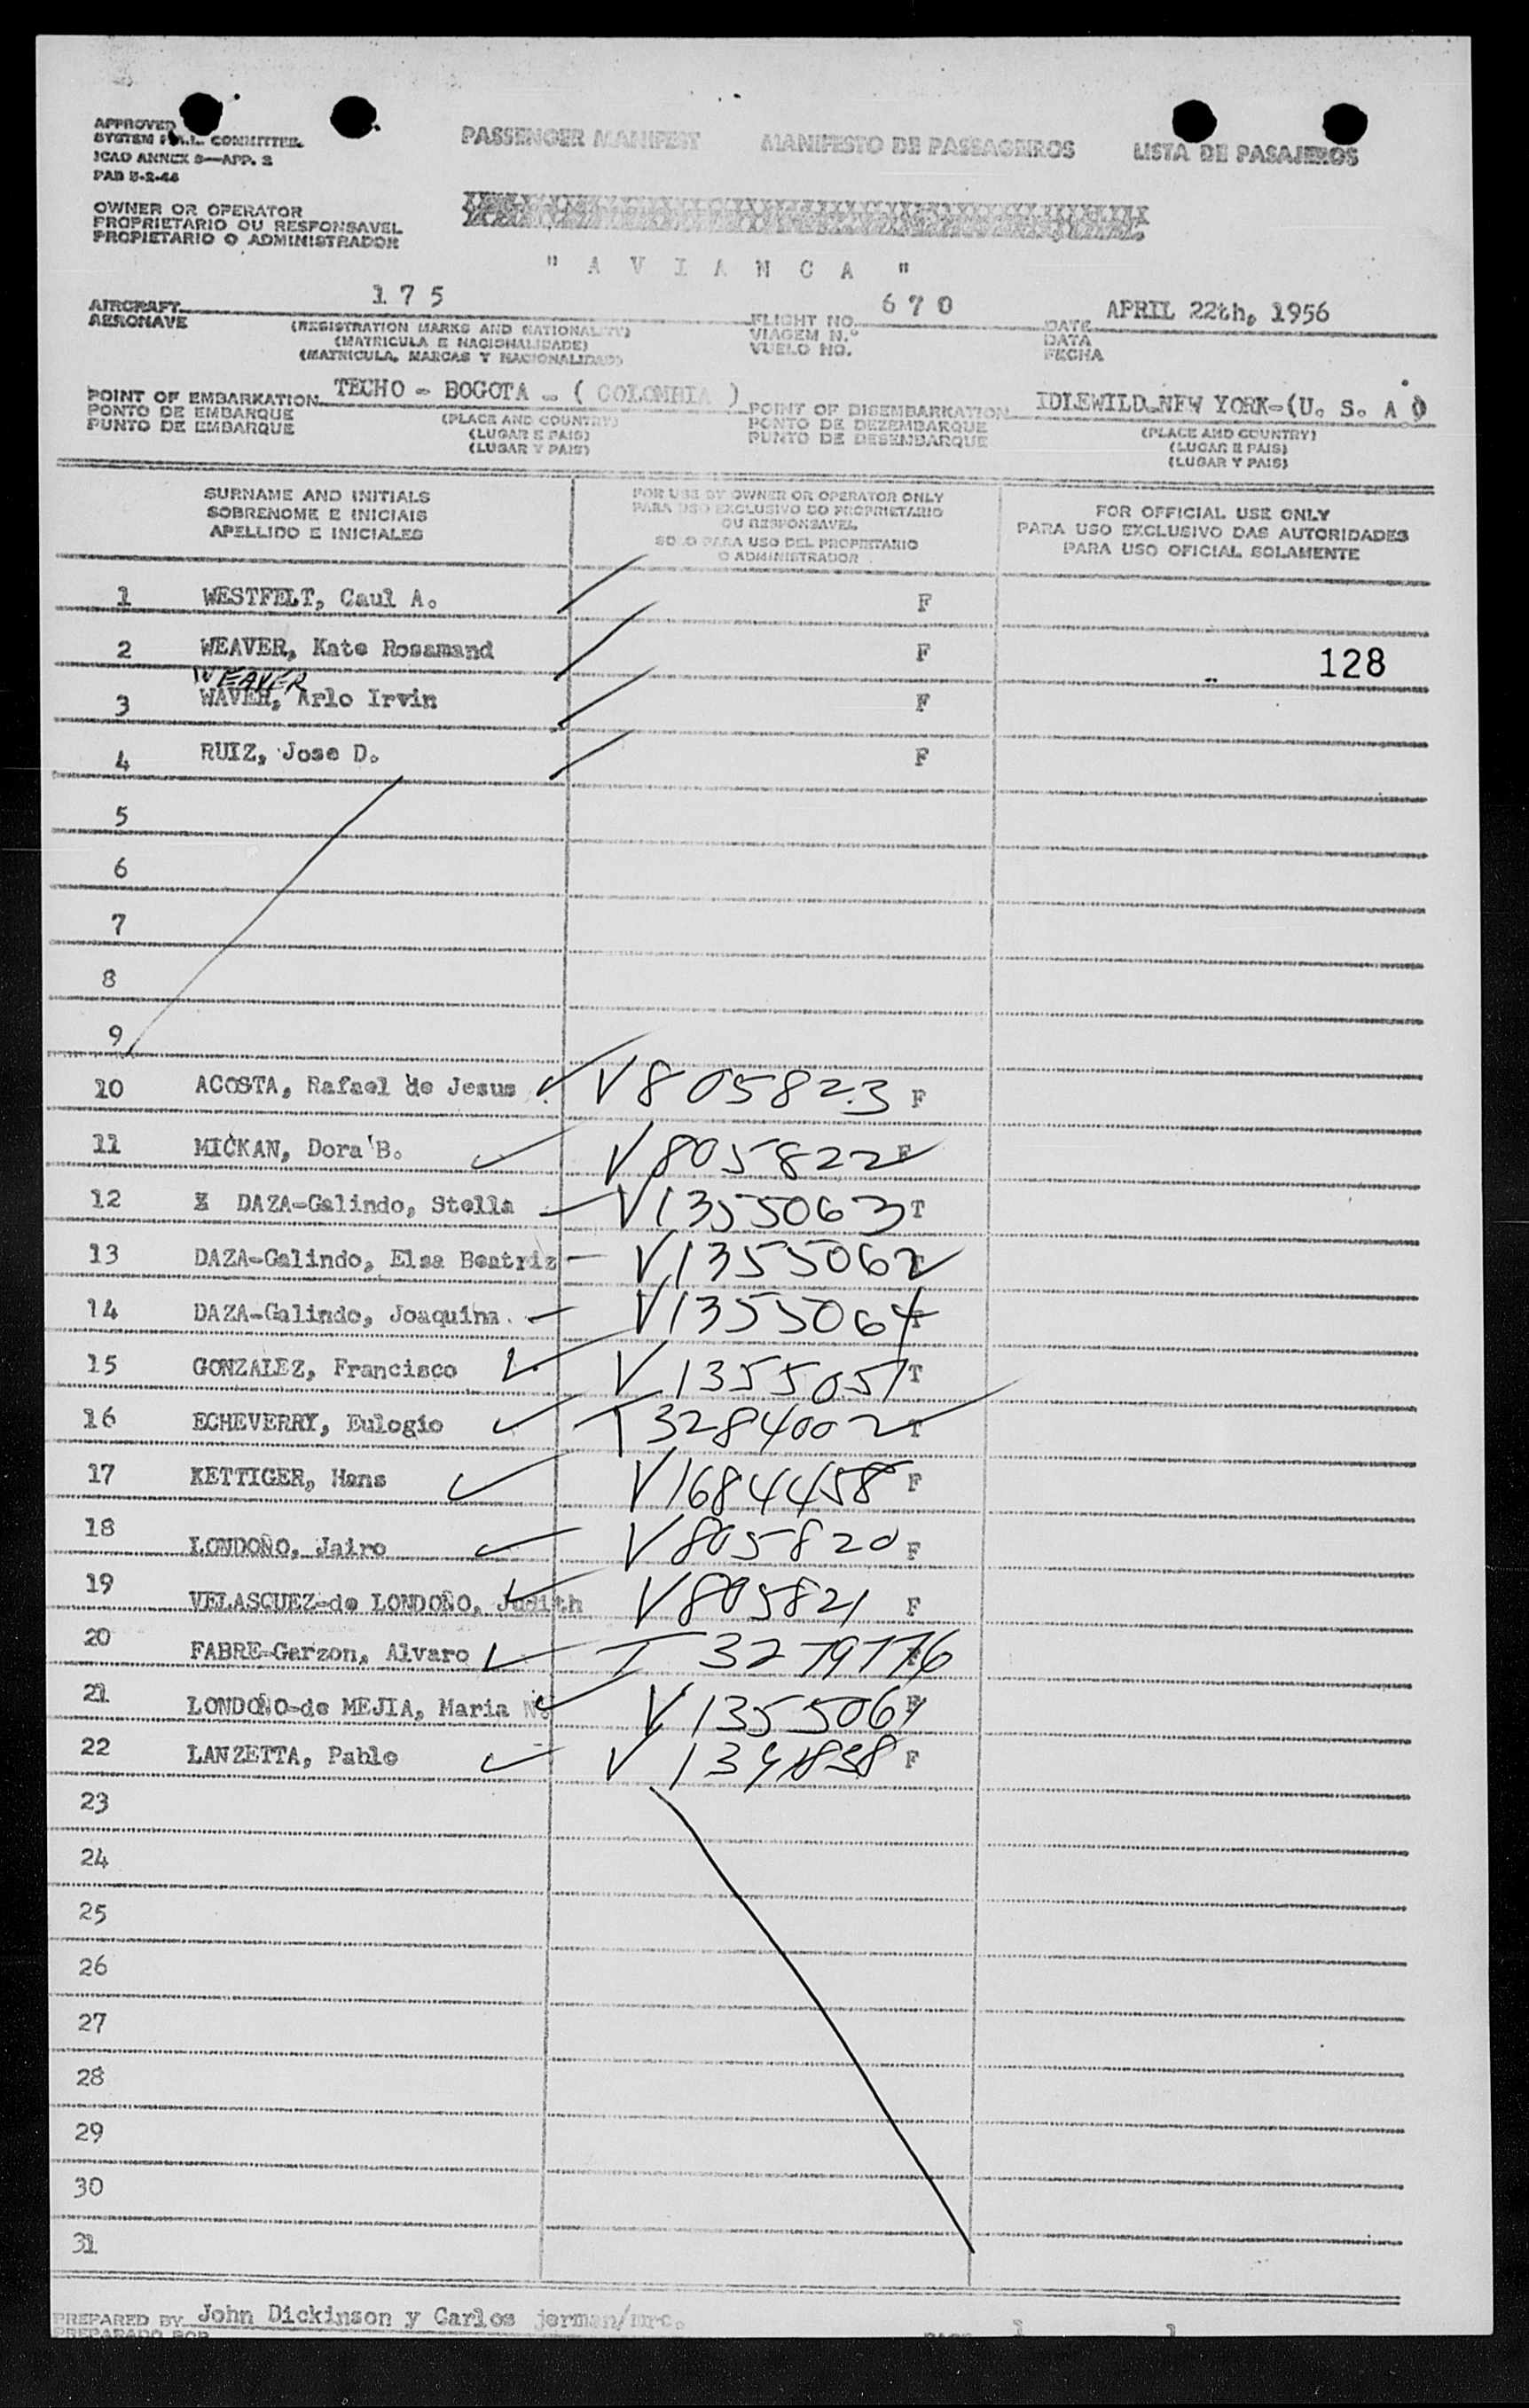 APPROVED
SYSTEM COMMITTEE
ICAO ANNEX 9—APP. 2
PAB 5-2-46
PASSENGER MANIFEST MANIFESTO DE PASSAGEIROS LISTA DE PASAJEROS
OWNER OR OPERATOR
PROPRIETARIO OU RESPONSAVEL
PROPIETARIO O ADMINISTRADOR
" A V I A N C A "
AIRCRAFT 175 FLIGHT NO. 670 DATE APRIL 22th, 1956
AERONAVE (REGISTRATION MARKS AND NATIONALITY) VIAGEM N.º DATA
(MATRICULA E NACIONALIDADE) VUELO NO. FECHA
(MATRICULA, MARCAS Y NACIONALIDAD)
POINT OF EMBARKATION TECHO - BOGOTA - ( COLOMBIA ) POINT OF DISEMBARKATION IDLEWILD-NEW YORK-(U. S. A )
PONTO DE EMBARQUE (PLACE AND COUNTRY) PONTO DE DEZEMBARQUE (PLACE AND COUNTRY)
PUNTO DE EMBARQUE (LUGAR E PAIS) PUNTO DE DESEMBARQUE (LUGAR E PAIS)
(LUGAR Y PAIS) (LUGAR Y PAIS)
SURNAME AND INITIALS FOR USE BY OWNER OR OPERATOR ONLY FOR OFFICIAL USE ONLY
SOBRENOME E INICIAIS PARA USO EXCLUSIVO DO PROPRIETARIO PARA USO EXCLUSIVO DAS AUTORIDADES
APELLIDO E INICIALES OU RESPONSAVEL PARA USO OFICIAL SOLAMENTE
SOLO PARA USO DEL PROPIETARIO
O ADMINISTRADOR
1 WESTFELT, Caul A. F
2 WEAVER, Kate Rosamand F 128
WEAVER
3 WAVER, Arlo Irvin F
4 RUIZ, Jose D. F
5
6
7
8
9
10 ACOSTA, Rafael de Jesus V805823 F
11 MICKAN, Dora B. V805822 F
12 X DAZA-Galindo, Stella V1355063 T
13 DAZA-Galindo, Elsa Beatriz V1355062
14 DAZA-Galindo, Joaquina. V1355064 T
15 GONZALEZ, Francisco V1355051 T
16 ECHEVERRY, Eulogio T3284002 T
17 KETTIGER, Hans V1684458 F
18 LONDOÑO, Jairo V805820 F
19 VELASCUEZ-de LONDOÑO, Judith V805821 F
20 FABRE-Garzon, Alvaro T
21 LONDOÑO-de MEJIA, Maria F
22 LANZETTA, Pablo F
23
24
25
26
27
28
29
30
31
PREPARED BY John Dickinson y Carlos jerman/mrc.